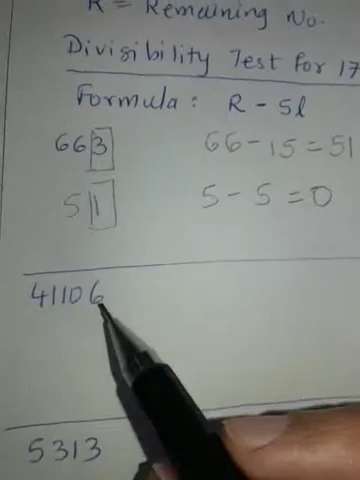 R = Remaining No.
Divisibility Test for 17
Formula : R - 5l
663 66 - 15 = 51
51 5 - 5 = 0
41106
5313